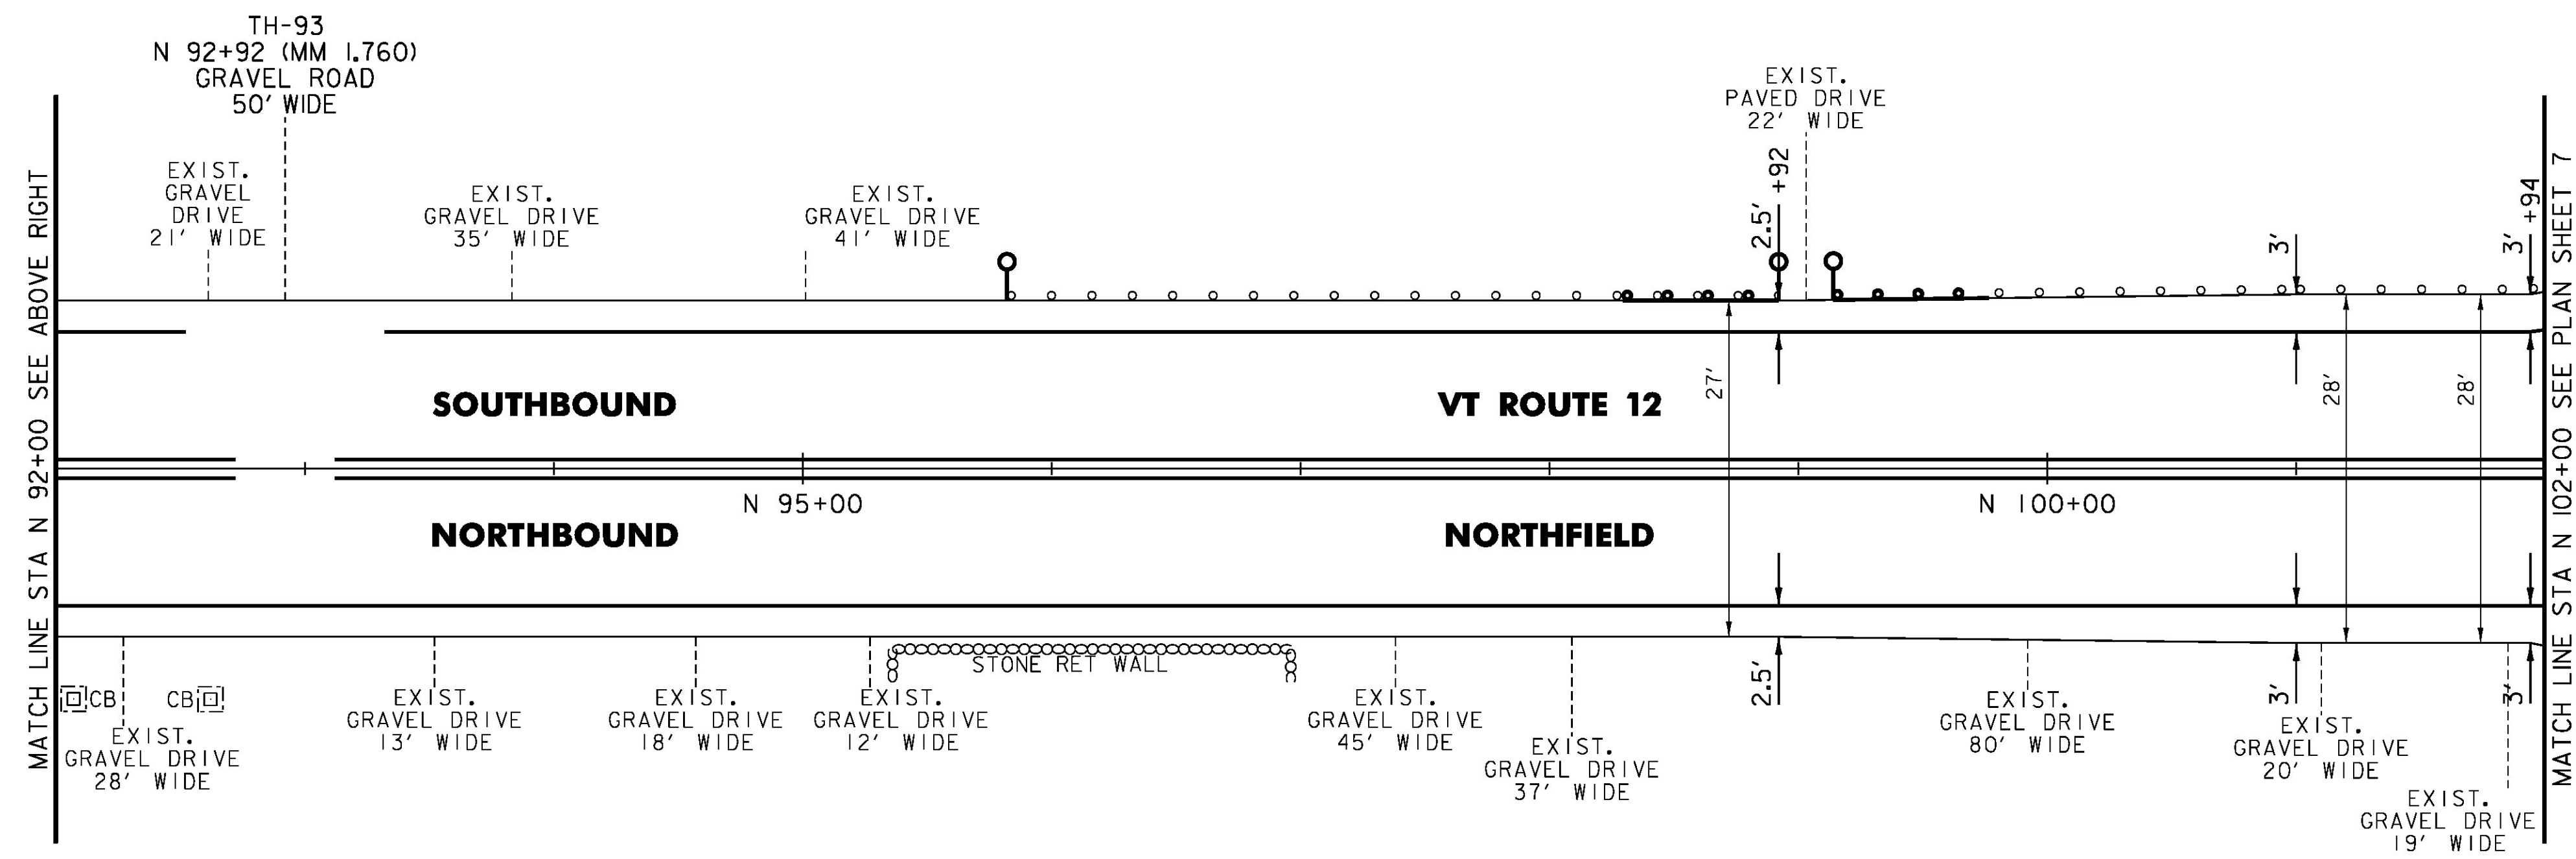 TH-93
N 92+92 (MM 1.760)
GRAVEL ROAD
50' WIDE
EXIST.
GRAVEL
DRIVE
21' WIDE
EXIST.
GRAVEL DRIVE
35' WIDE
EXIST.
GRAVEL DRIVE
41' WIDE
EXIST.
PAVED DRIVE
22' WIDE
2.5' +92
3'
3' +94
MATCH LINE STA N 92+00 SEE ABOVE RIGHT
SOUTHBOUND
VT ROUTE 12
27'
28'
28'
N 95+00
N 100+00
NORTHBOUND
NORTHFIELD
MATCH LINE STA N 102+00 SEE PLAN SHEET 7
STONE RET WALL
CB
CB
EXIST.
GRAVEL DRIVE
28' WIDE
EXIST.
GRAVEL DRIVE
13' WIDE
EXIST.
GRAVEL DRIVE
18' WIDE
EXIST.
GRAVEL DRIVE
12' WIDE
EXIST.
GRAVEL DRIVE
45' WIDE
EXIST.
GRAVEL DRIVE
37' WIDE
2.5'
EXIST.
GRAVEL DRIVE
80' WIDE
3'
EXIST.
GRAVEL DRIVE
20' WIDE
3'
EXIST.
GRAVEL DRIVE
19' WIDE